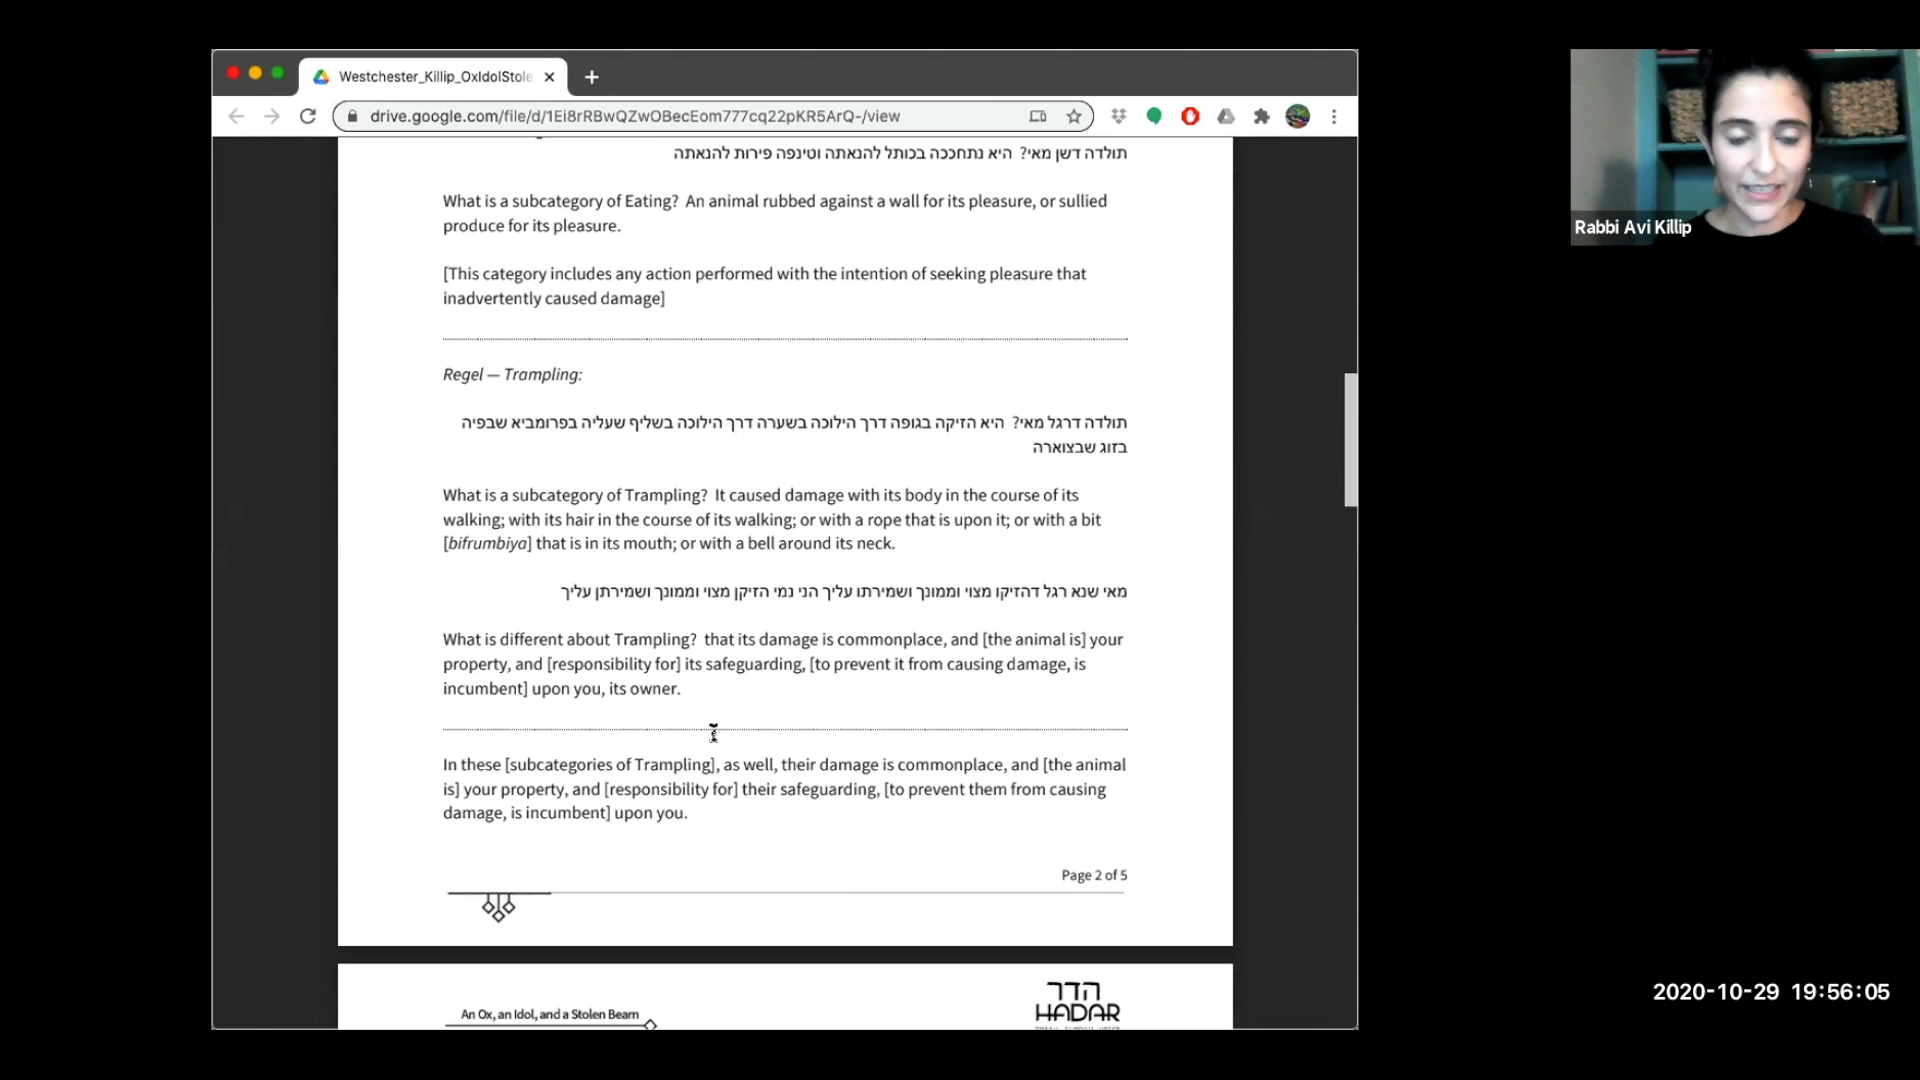 Westchester_Killip_OxIdolStole
drive.google.com/file/d/1Ei8rRBwQZwOBecEom777cq22pKR5ArQ-/view
תולדה דשן מאי? היא נתחככה בכותל להנאתה וטינפה פירות להנאתה
What is a subcategory of Eating? An animal rubbed against a wall for its pleasure, or sullied
produce for its pleasure.
[This category includes any action performed with the intention of seeking pleasure that
inadvertently caused damage]
Regel — Trampling:
תולדה דרגל מאי? היא הזיקה בגופה דרך הילוכה בשערה דרך הילוכה בשליף שעליה בפרומביא שבפיה
בזוג שבצוארה
What is a subcategory of Trampling? It caused damage with its body in the course of its
walking; with its hair in the course of its walking; or with a rope that is upon it; or with a bit
[bifrumbiya] that is in its mouth; or with a bell around its neck.
מאי שנא רגל דהזיקו מצוי וממונך ושמירתו עליך הני נמי הזיקן מצוי וממונך ושמירתן עליך
What is different about Trampling? that its damage is commonplace, and [the animal is] your
property, and [responsibility for] its safeguarding, [to prevent it from causing damage, is
incumbent] upon you, its owner.
In these [subcategories of Trampling], as well, their damage is commonplace, and [the animal
is] your property, and [responsibility for] their safeguarding, [to prevent them from causing
damage, is incumbent] upon you.
Page 2 of 5
An Ox, an Idol, and a Stolen Beam
הדר
HADAR
Rabbi Avi Killip
2020-10-29 19:56:05